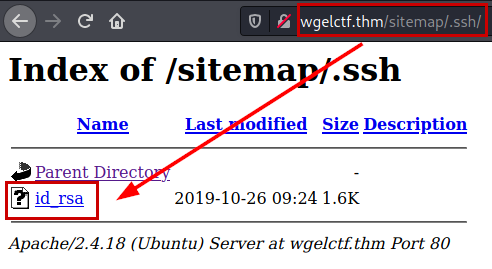 wgelctf.thm/sitemap/.ssh/
Index of /sitemap/.ssh
Name Last modified Size Description
Parent Directory -
id_rsa 2019-10-26 09:24 1.6K
Apache/2.4.18 (Ubuntu) Server at wgelctf.thm Port 80